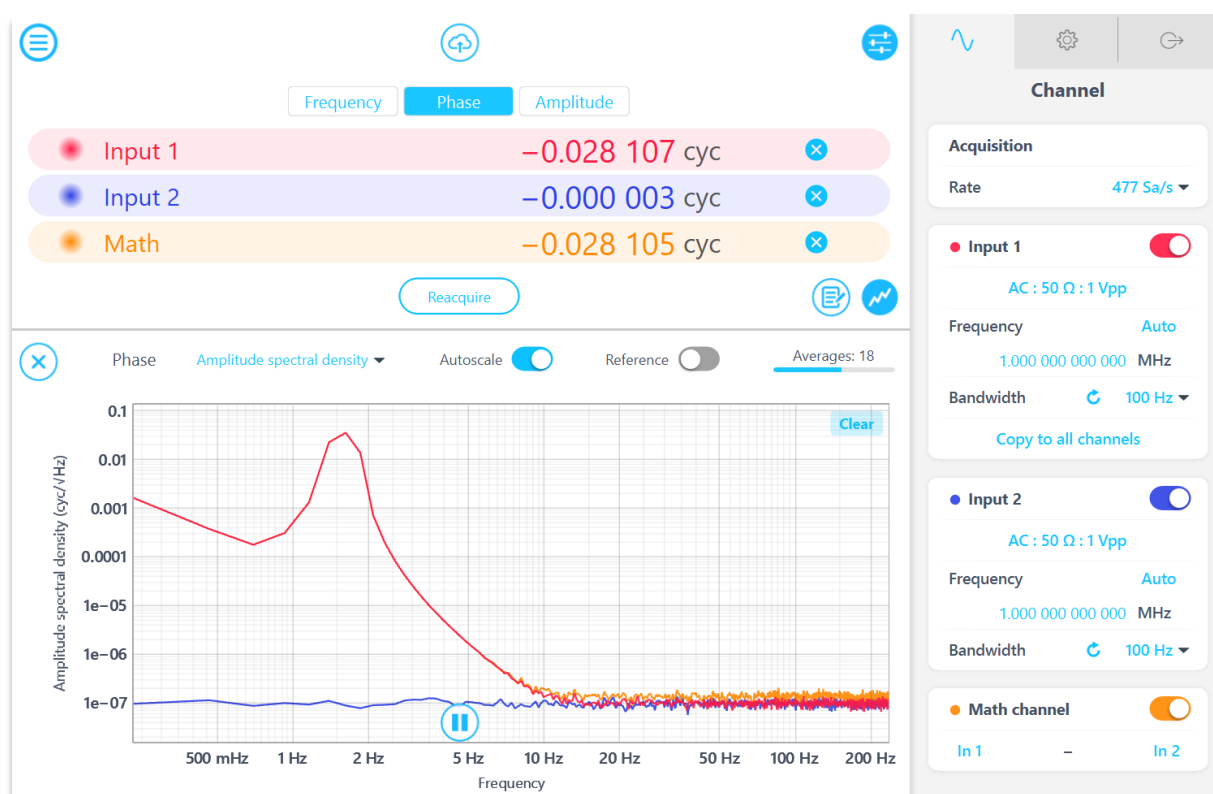 Frequency Phase Amplitude
Input 1 −0.028 107 cyc
Input 2 −0.000 003 cyc
Math −0.028 105 cyc
Reacquire
Phase Amplitude spectral density Autoscale Reference Averages: 18
Clear
Amplitude spectral density (cyc/√Hz)
0.1
0.01
0.001
0.0001
1e−05
1e−06
1e−07
500 mHz 1 Hz 2 Hz 5 Hz 10 Hz 20 Hz 50 Hz 100 Hz 200 Hz
Frequency
Channel
Acquisition
Rate 477 Sa/s
Input 1
AC : 50 Ω : 1 Vpp
Frequency Auto
1.000 000 000 000 MHz
Bandwidth 100 Hz
Copy to all channels
Input 2
AC : 50 Ω : 1 Vpp
Frequency Auto
1.000 000 000 000 MHz
Bandwidth 100 Hz
Math channel
In 1 − In 2